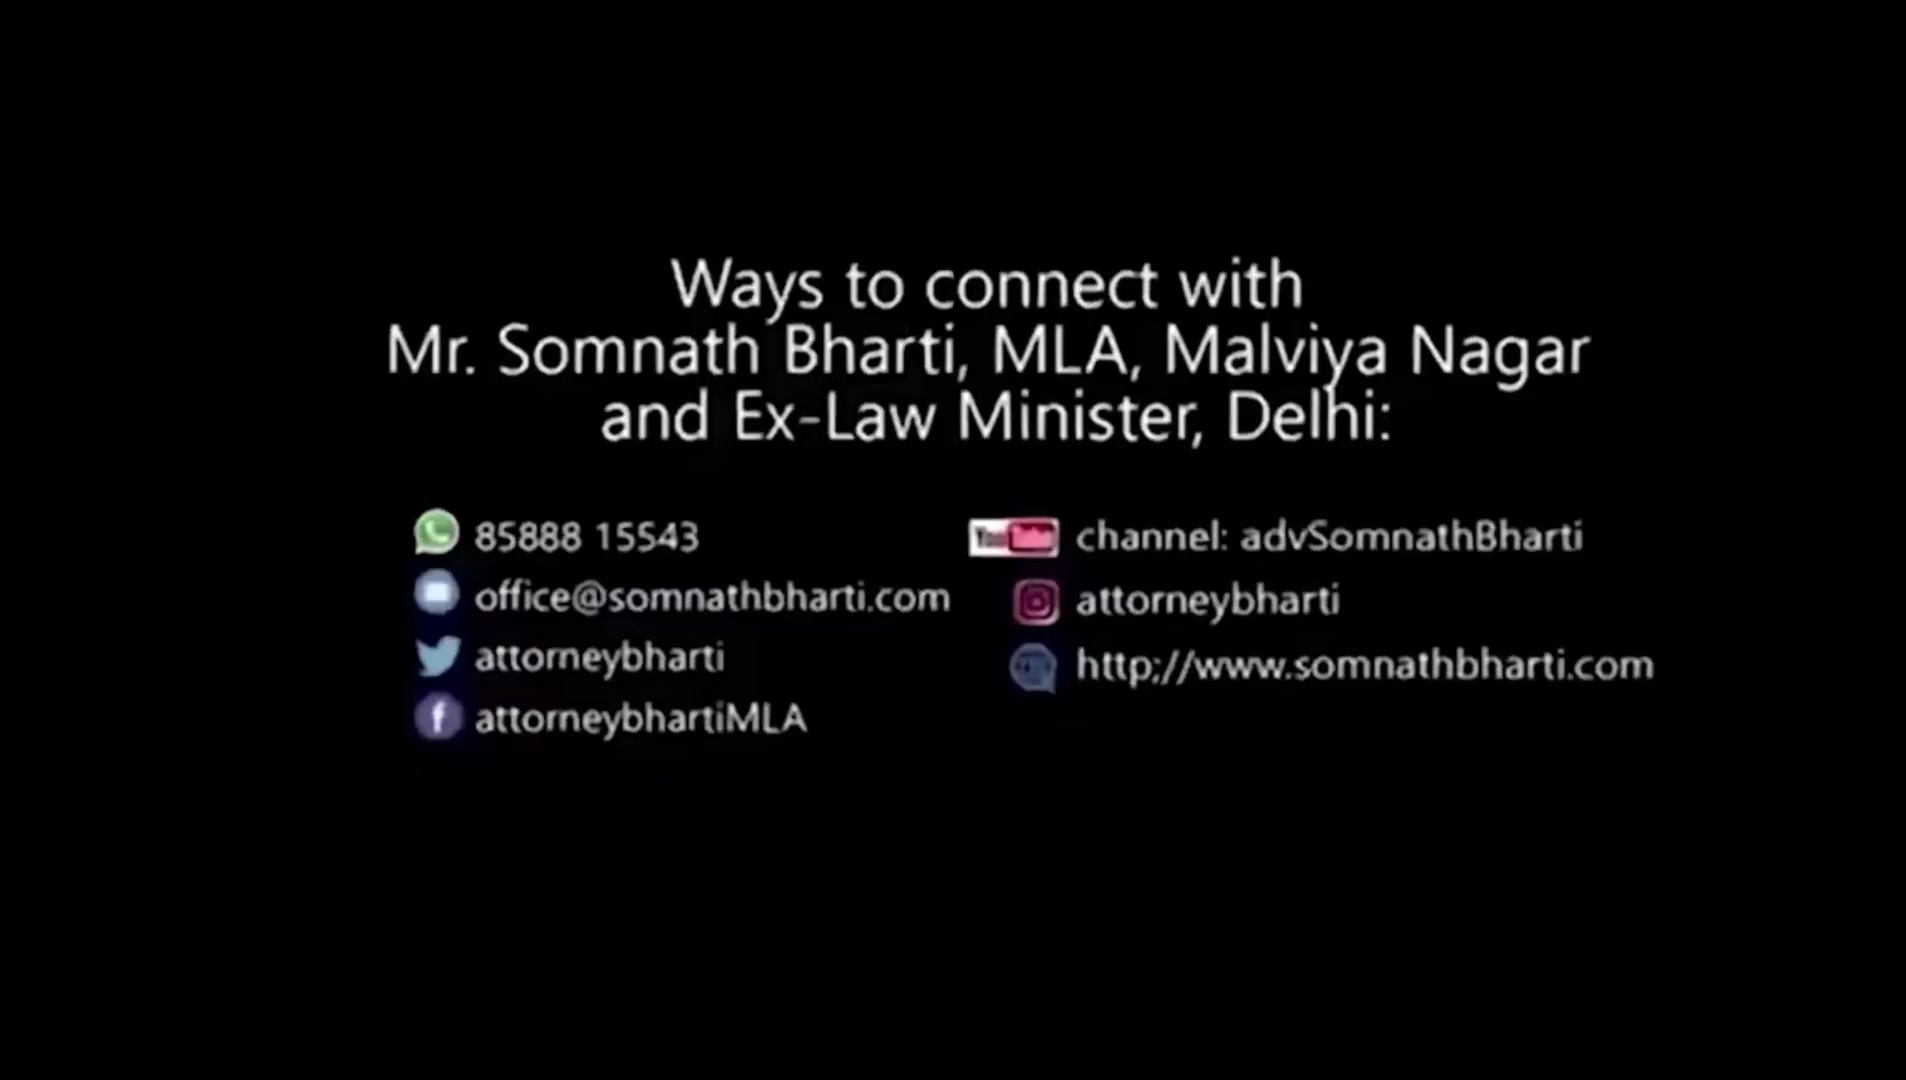 Ways to connect with
Mr. Somnath Bharti, MLA, Malviya Nagar
and Ex-Law Minister, Delhi:
85888 15543
office@somnathbharti.com
attorneybharti
attorneybhartiMLA
You
channel: advSomnathBharti
attorneybharti
http;//www.somnathbharti.com